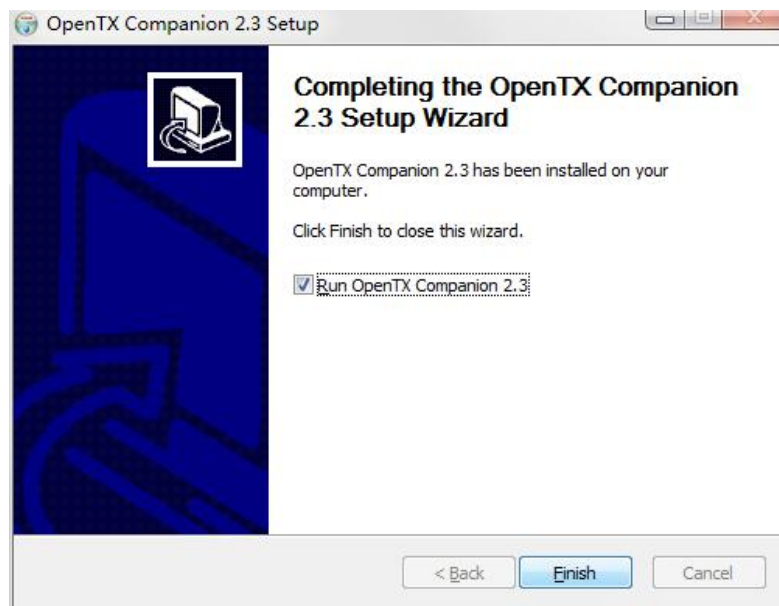 OpenTX Companion 2.3 Setup
Completing the OpenTX Companion
2.3 Setup Wizard
OpenTX Companion 2.3 has been installed on your
computer.
Click Finish to close this wizard.
Run OpenTX Companion 2.3
< Back
Finish
Cancel